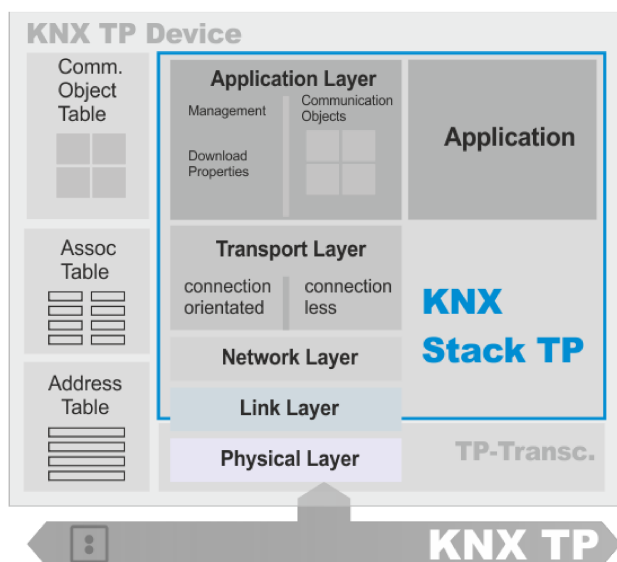 KNX TP Device
Comm.
Object
Table
Application Layer
Management
Communication
Objects
Download
Properties
Application
Assoc
Table
Transport Layer
connection
orientated
connection
less
KNX
Stack TP
Network Layer
Address
Table
Link Layer
Physical Layer
TP-Transc.
KNX TP